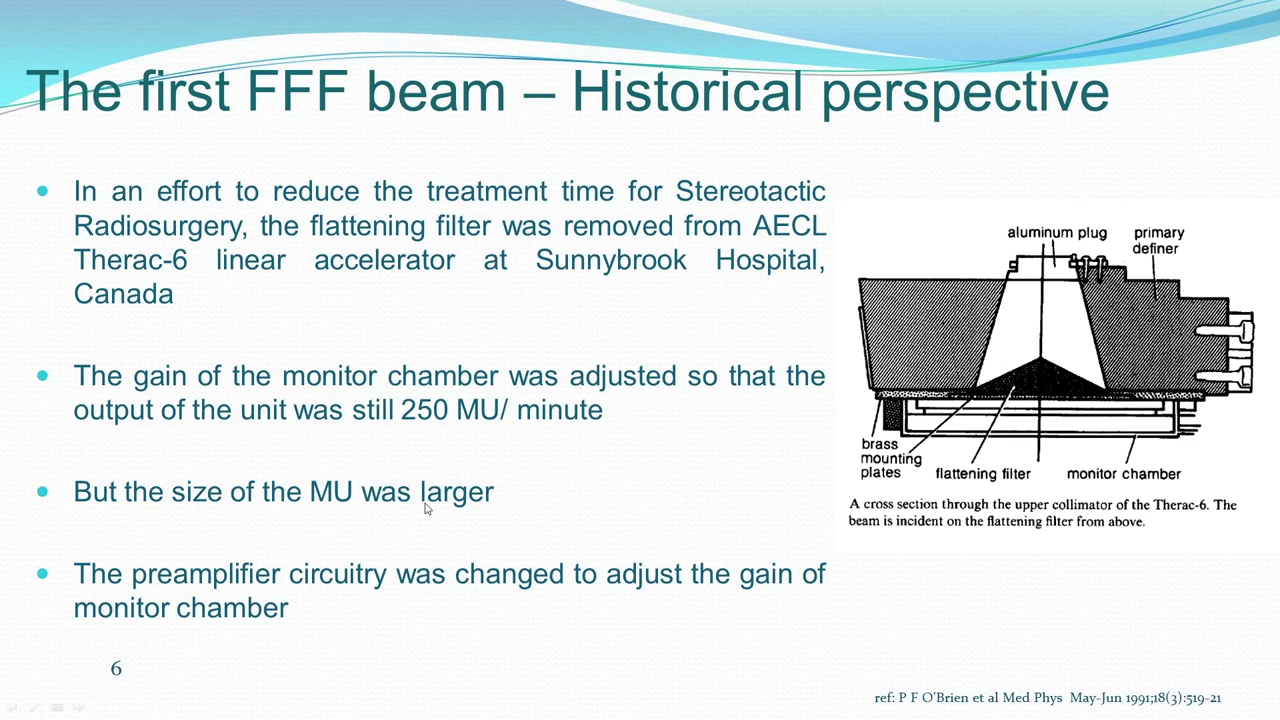 The first FFF beam – Historical perspective
In an effort to reduce the treatment time for Stereotactic
Radiosurgery, the flattening filter was removed from AECL
Therac-6 linear accelerator at Sunnybrook Hospital,
Canada
The gain of the monitor chamber was adjusted so that the
output of the unit was still 250 MU/ minute
But the size of the MU was larger
The preamplifier circuitry was changed to adjust the gain of
monitor chamber
aluminum plug
primary
definer
brass
mounting
plates
flattening filter
monitor chamber
A cross section through the upper collimator of the Therac-6. The
beam is incident on the flattening filter from above.
6
ref: P F O'Brien et al Med Phys May-Jun 1991;18(3):519-21